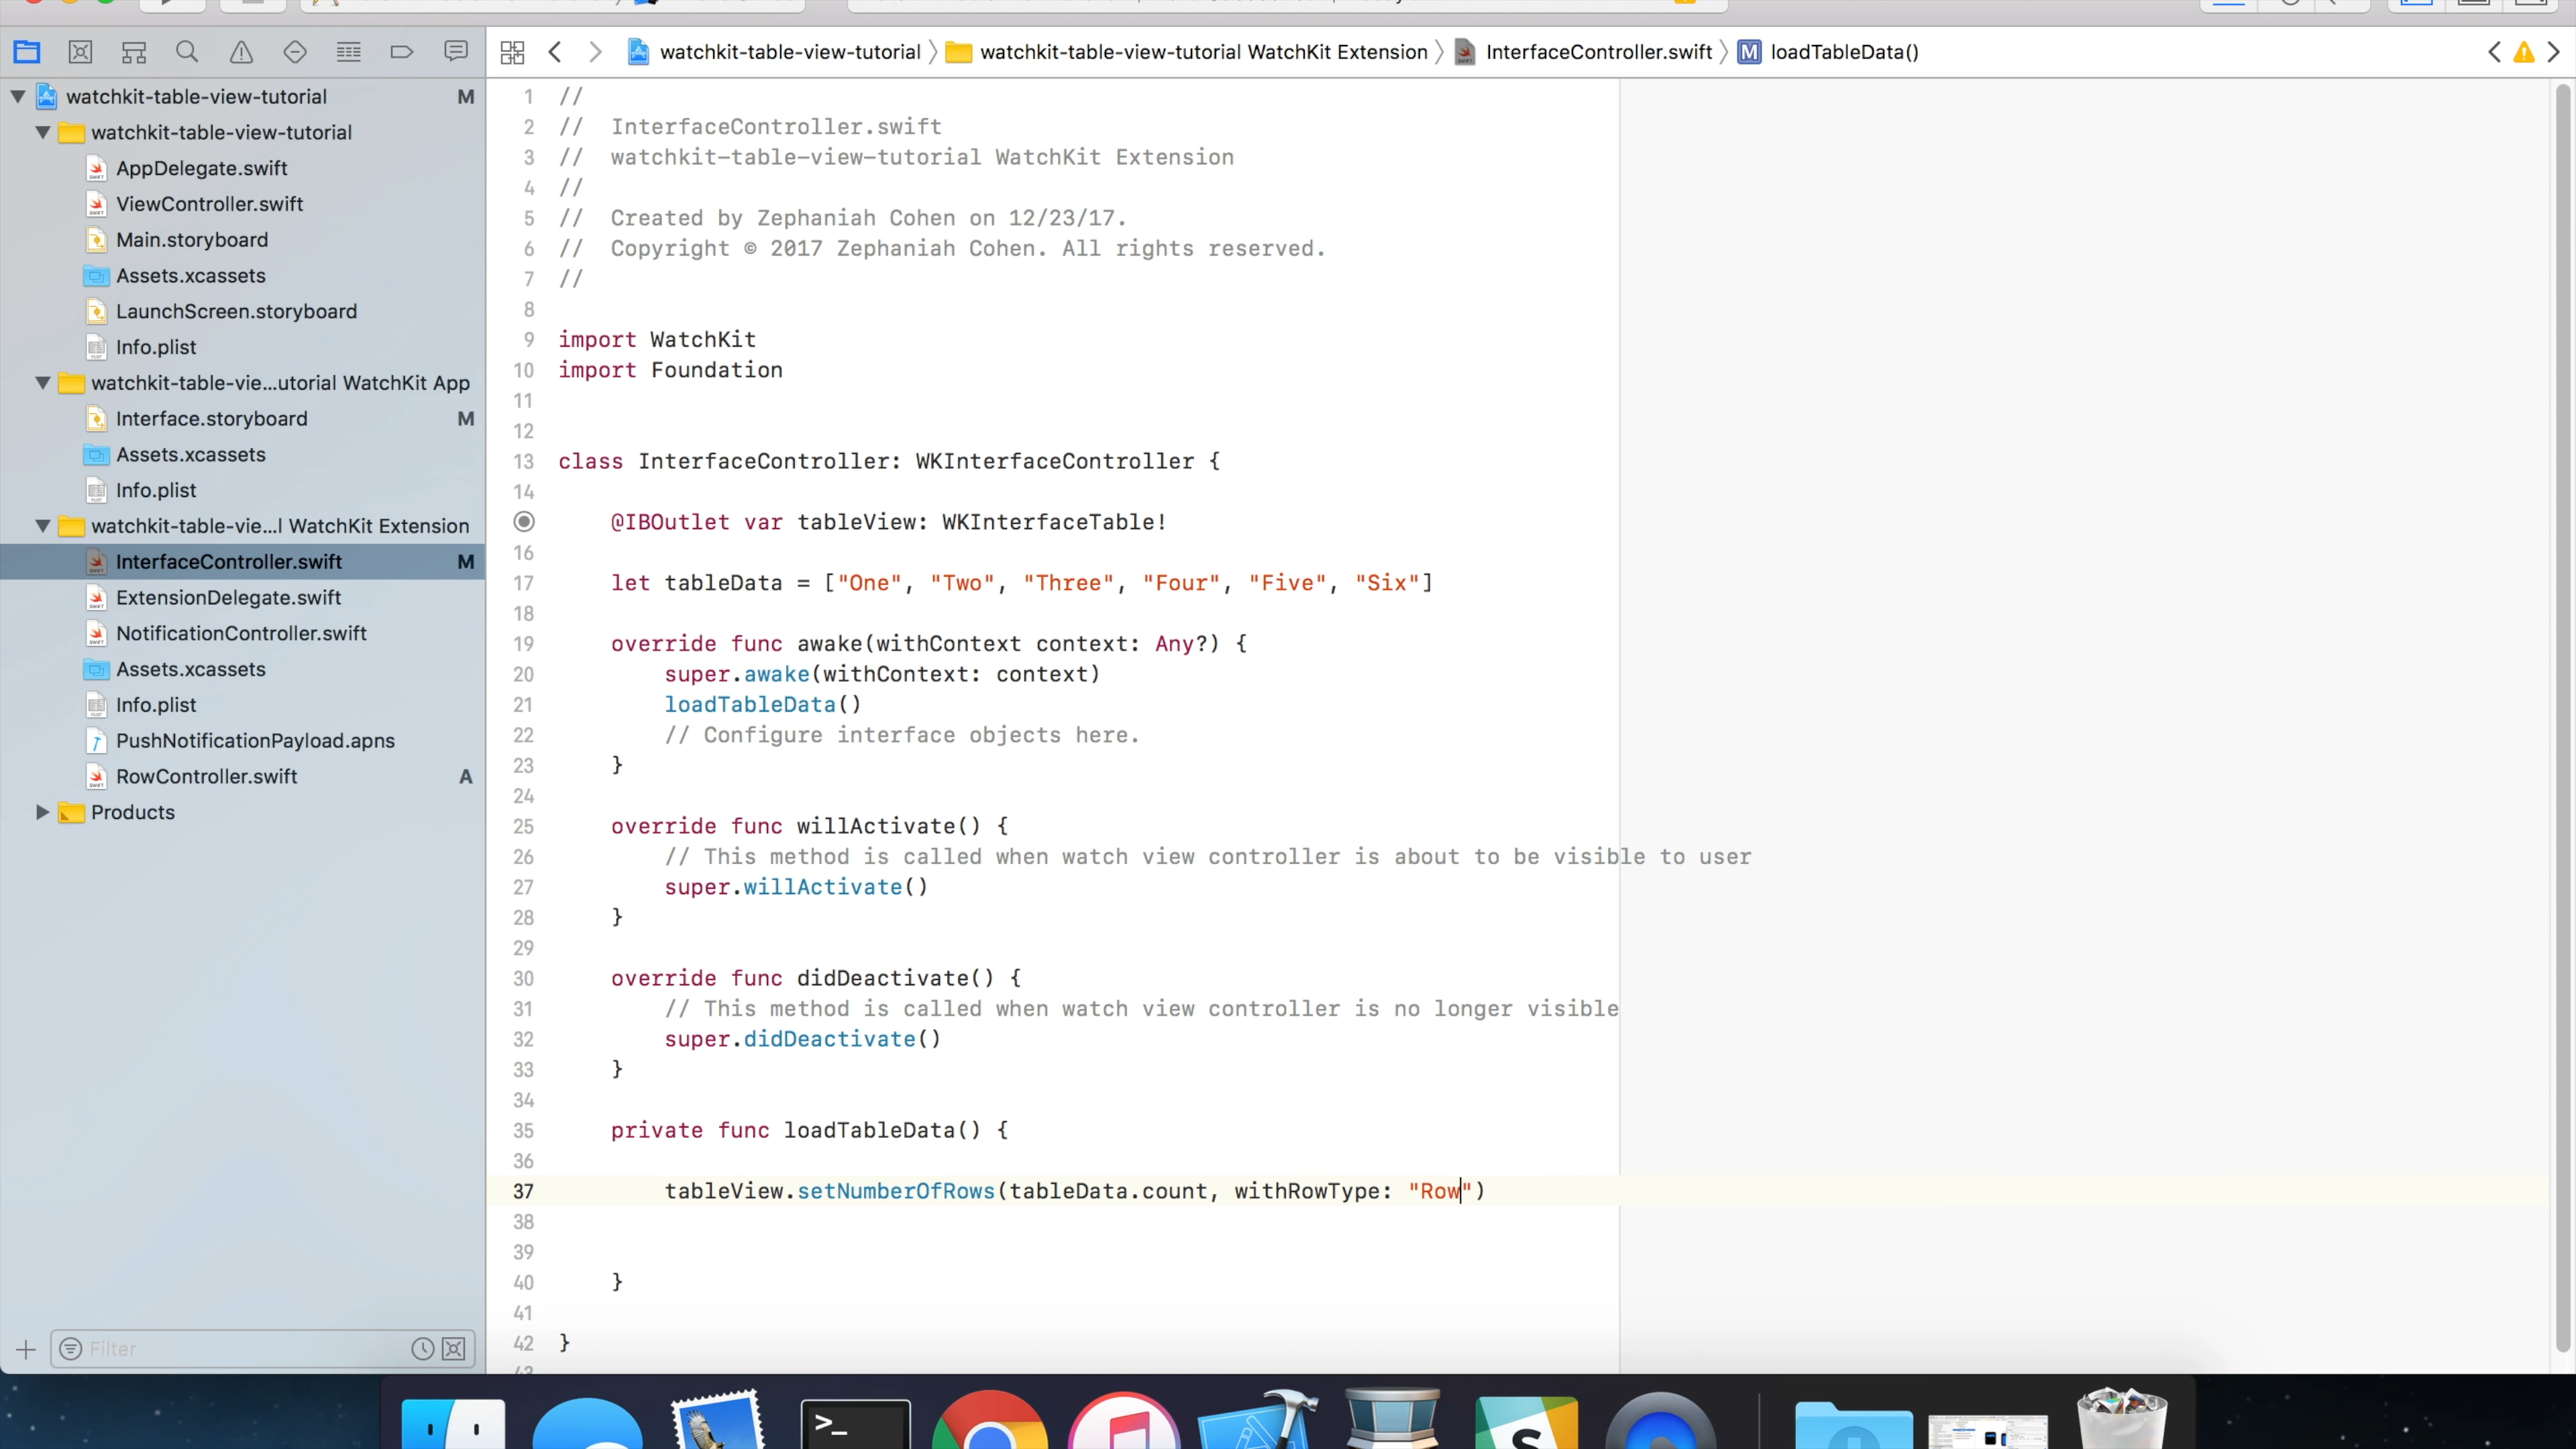 watchkit-table-view-tutorial
watchkit-table-view-tutorial WatchKit Extension
InterfaceController.swift
M loadTableData()
watchkit-table-view-tutorial M
watchkit-table-view-tutorial
AppDelegate.swift
ViewController.swift
Main.storyboard
Assets.xcassets
LaunchScreen.storyboard
Info.plist
watchkit-table-vie...utorial WatchKit App
Interface.storyboard M
Assets.xcassets
Info.plist
watchkit-table-vie...l WatchKit Extension
InterfaceController.swift M
ExtensionDelegate.swift
NotificationController.swift
Assets.xcassets
Info.plist
PushNotificationPayload.apns
RowController.swift A
Products
Filter
1 //
2 // InterfaceController.swift
3 // watchkit-table-view-tutorial WatchKit Extension
4 //
5 // Created by Zephaniah Cohen on 12/23/17.
6 // Copyright © 2017 Zephaniah Cohen. All rights reserved.
7 //
8
9 import WatchKit
10 import Foundation
11
12
13 class InterfaceController: WKInterfaceController {
14
@IBOutlet var tableView: WKInterfaceTable!
16
17 let tableData = ["One", "Two", "Three", "Four", "Five", "Six"]
18
19 override func awake(withContext context: Any?) {
20 super.awake(withContext: context)
21 loadTableData()
22 // Configure interface objects here.
23 }
24
25 override func willActivate() {
26 // This method is called when watch view controller is about to be visible to user
27 super.willActivate()
28 }
29
30 override func didDeactivate() {
31 // This method is called when watch view controller is no longer visible
32 super.didDeactivate()
33 }
34
35 private func loadTableData() {
36
37 tableView.setNumberOfRows(tableData.count, withRowType: "Row")
38
39
40 }
41
42 }